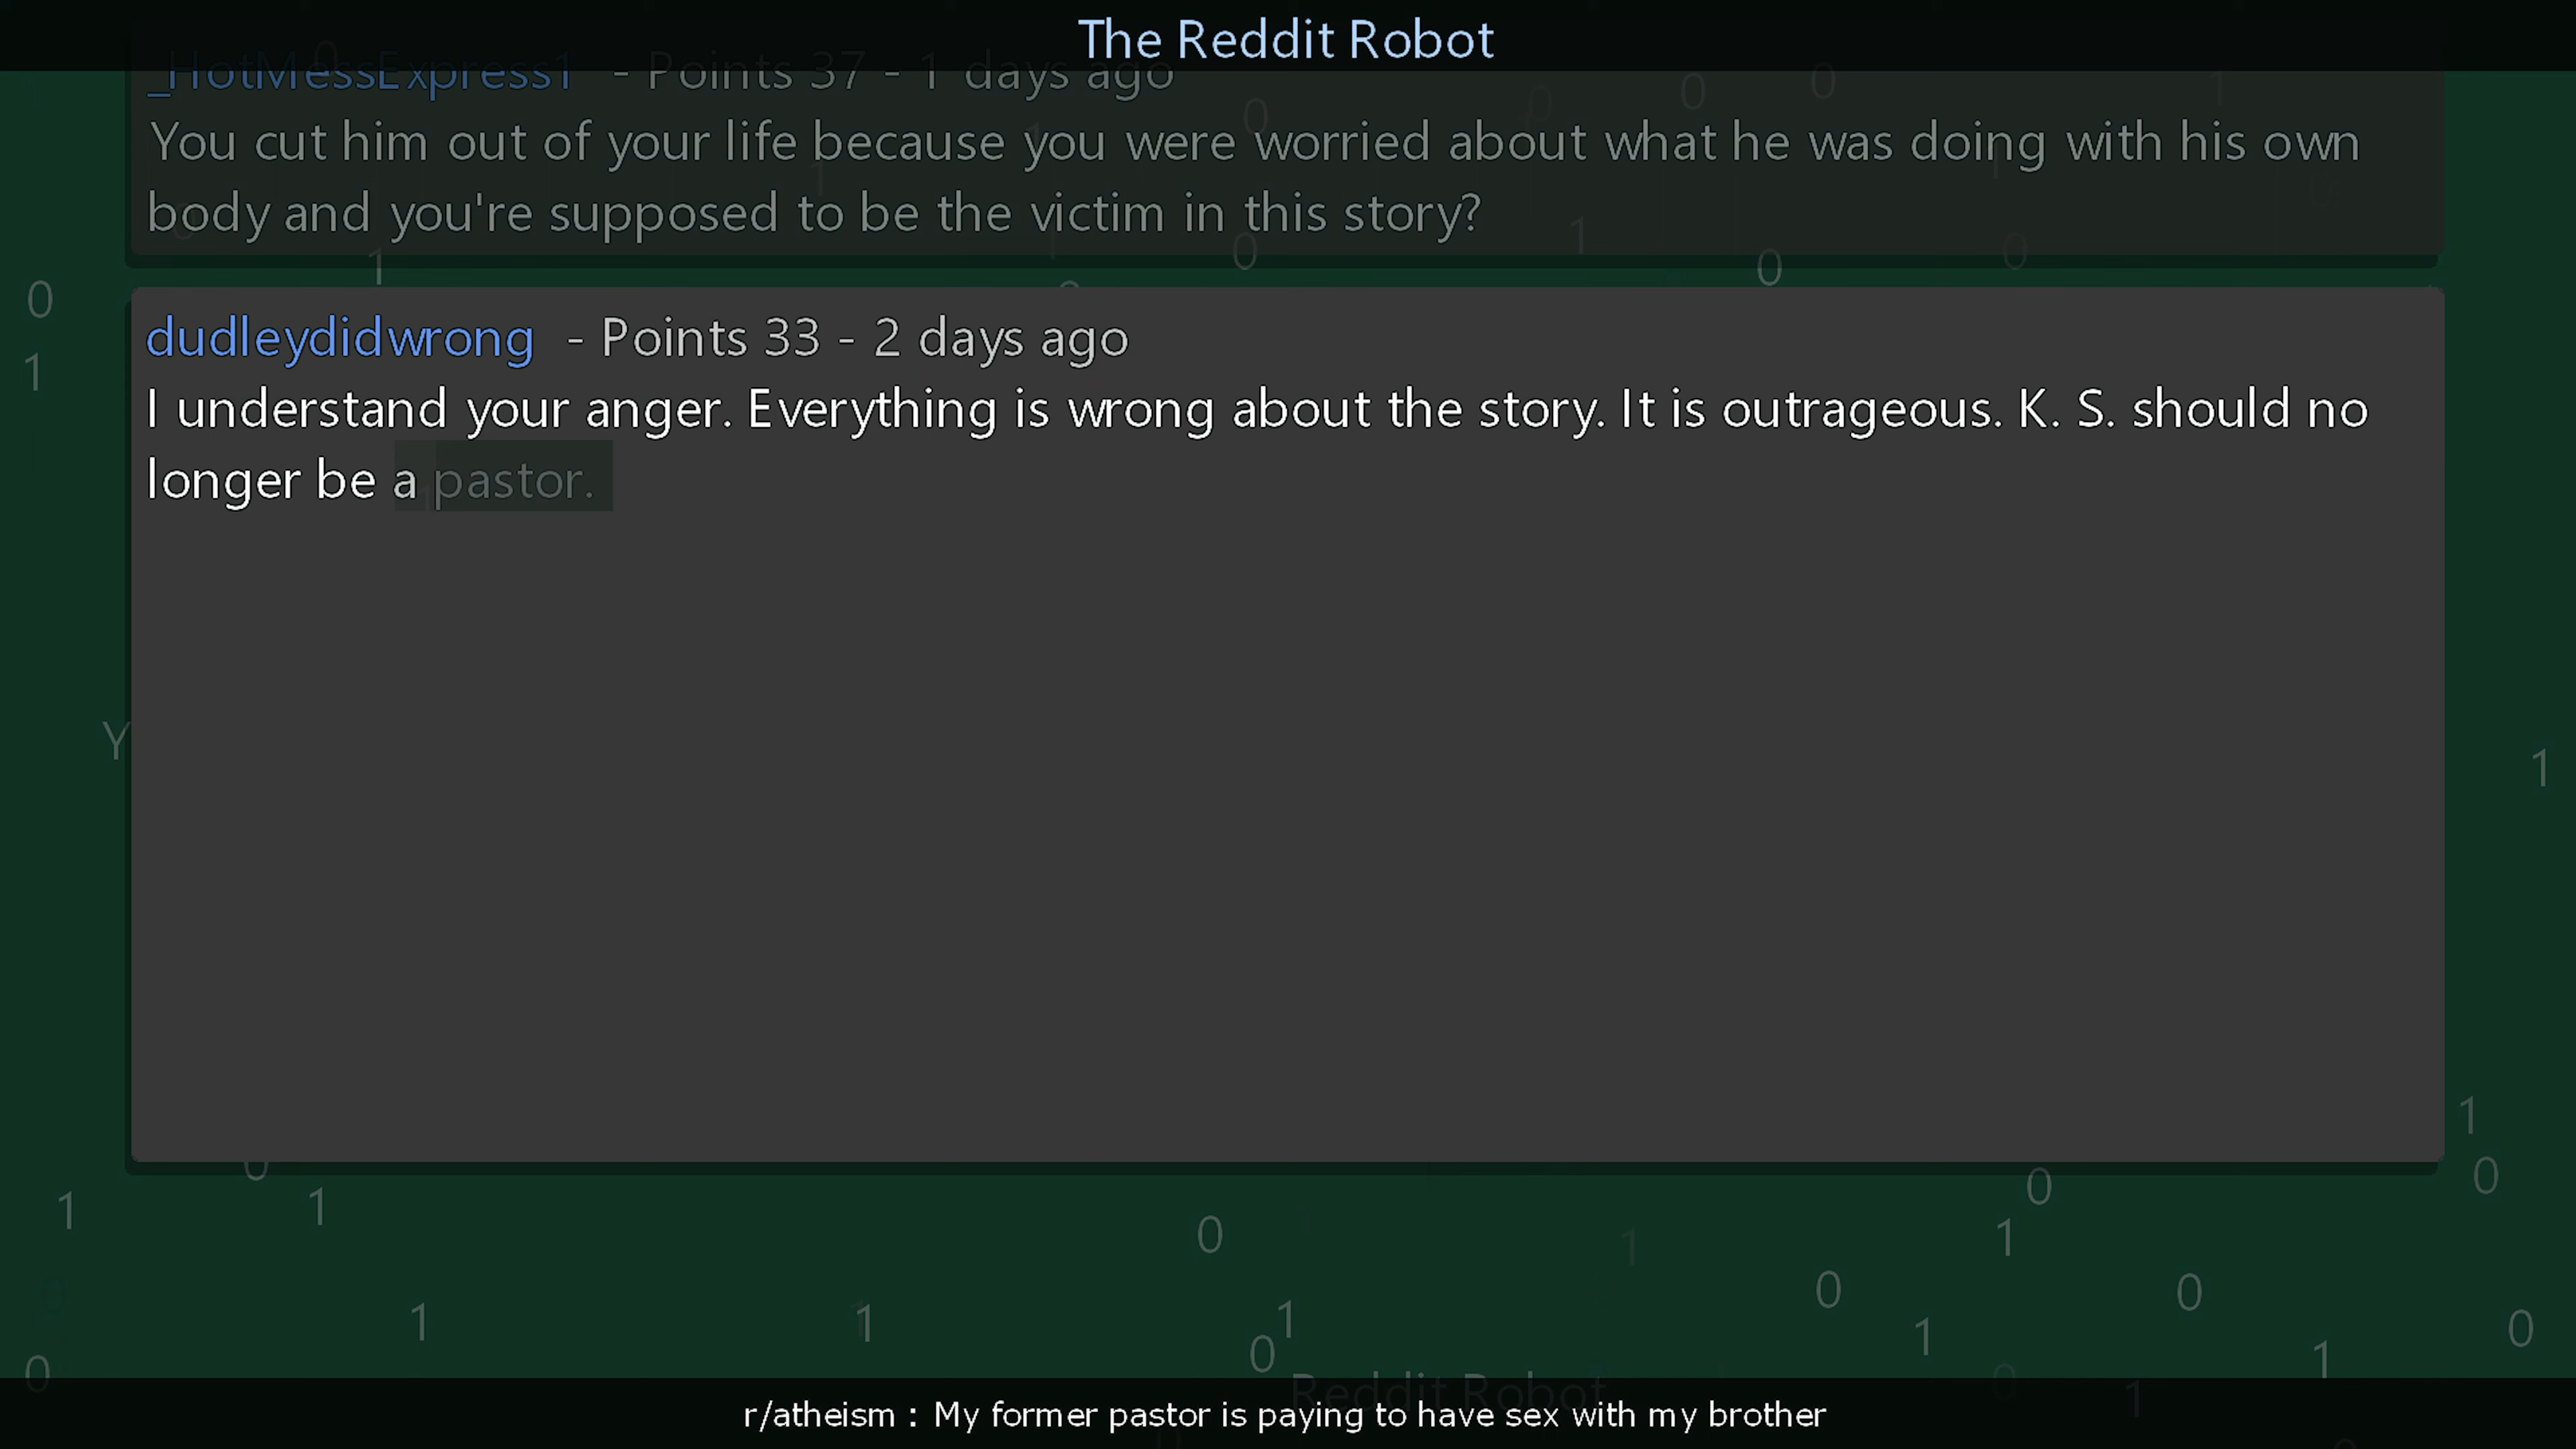 The Reddit Robot
_HotMessExpress1 - Points 37 - 1 days ago
You cut him out of your life because you were worried about what he was doing with his own
body and you're supposed to be the victim in this story?
dudleydidwrong - Points 33 - 2 days ago
I understand your anger. Everything is wrong about the story. It is outrageous. K. S. should no
longer be a pastor.
Reddit Robot
r/atheism : My former pastor is paying to have sex with my brother